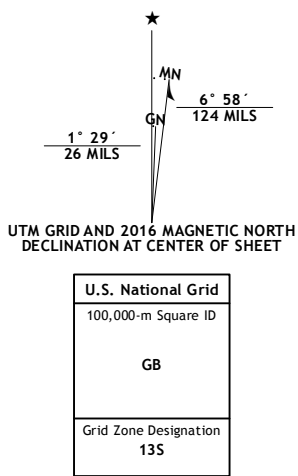 ★
MN
6° 58´
124 MILS
GN
1° 29´
26 MILS
UTM GRID AND 2016 MAGNETIC NORTH
DECLINATION AT CENTER OF SHEET
U.S. National Grid
100,000-m Square ID
GB
Grid Zone Designation
13S